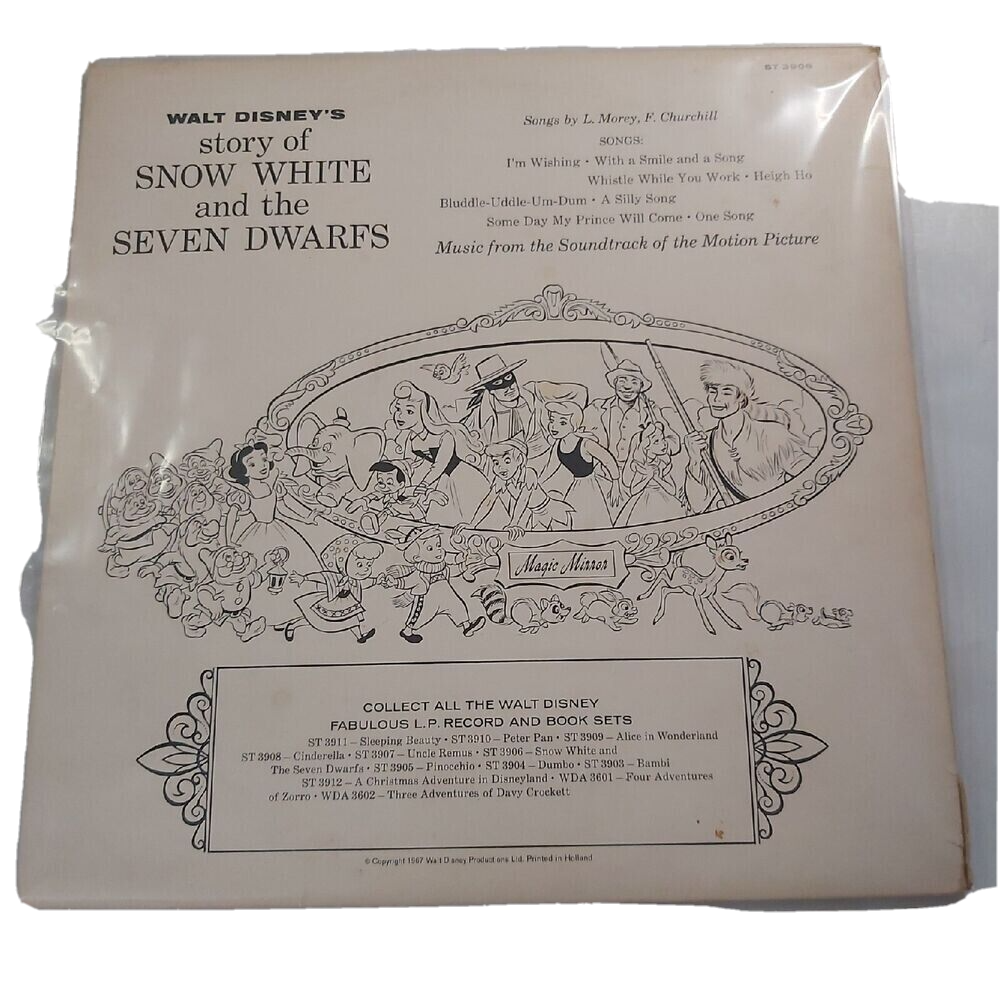 ST 3906
WALT DISNEY'S
story of
SNOW WHITE
and the
SEVEN DWARFS
Songs by L. Morey, F. Churchill
SONGS:
I'm Wishing • With a Smile and a Song
Whistle While You Work • Heigh Ho
Bluddle-Uddle-Um-Dum • A Silly Song
Some Day My Prince Will Come • One Song
Music from the Soundtrack of the Motion Picture
Magic Mirror
COLLECT ALL THE WALT DISNEY
FABULOUS L.P. RECORD AND BOOK SETS
ST 3911 – Sleeping Beauty • ST 3910 – Peter Pan • ST 3909 – Alice in Wonderland
ST 3908 – Cinderella • ST 3907 – Uncle Remus • ST 3906 – Snow White and
The Seven Dwarfs • ST 3905 – Pinocchio • ST 3904 – Dumbo • ST 3903 – Bambi
ST 3912 – A Christmas Adventure in Disneyland • WDA 3601 – Four Adventures
of Zorro • WDA 3602 – Three Adventures of Davy Crockett
© Copyright 1967 Walt Disney Productions Ltd. Printed in Holland